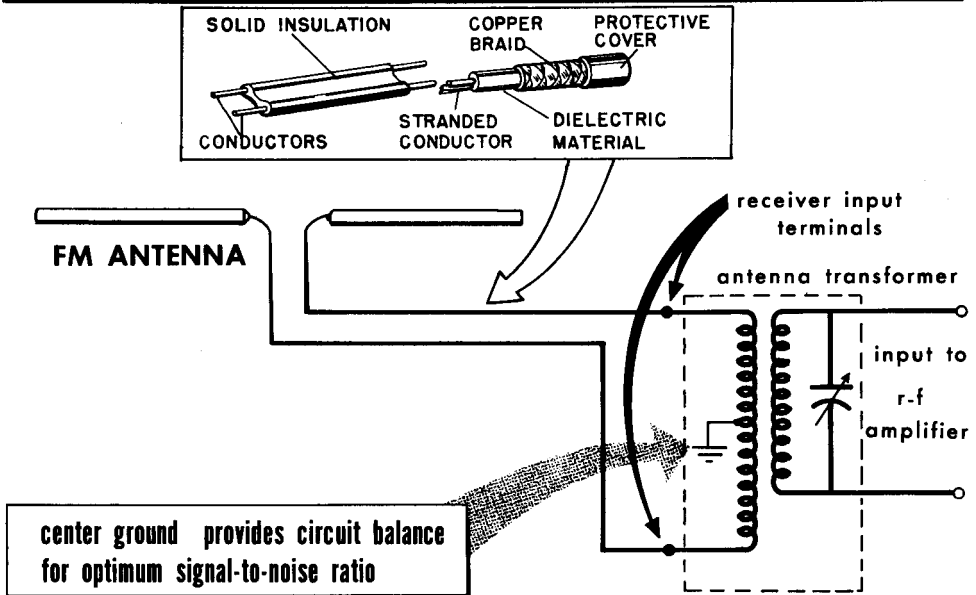 SOLID INSULATION
COPPER
BRAID
PROTECTIVE
COVER
CONDUCTORS
STRANDED
CONDUCTOR
DIELECTRIC
MATERIAL
FM ANTENNA
receiver input
terminals
antenna transformer
input to
r-f
amplifier
center ground provides circuit balance
for optimum signal-to-noise ratio